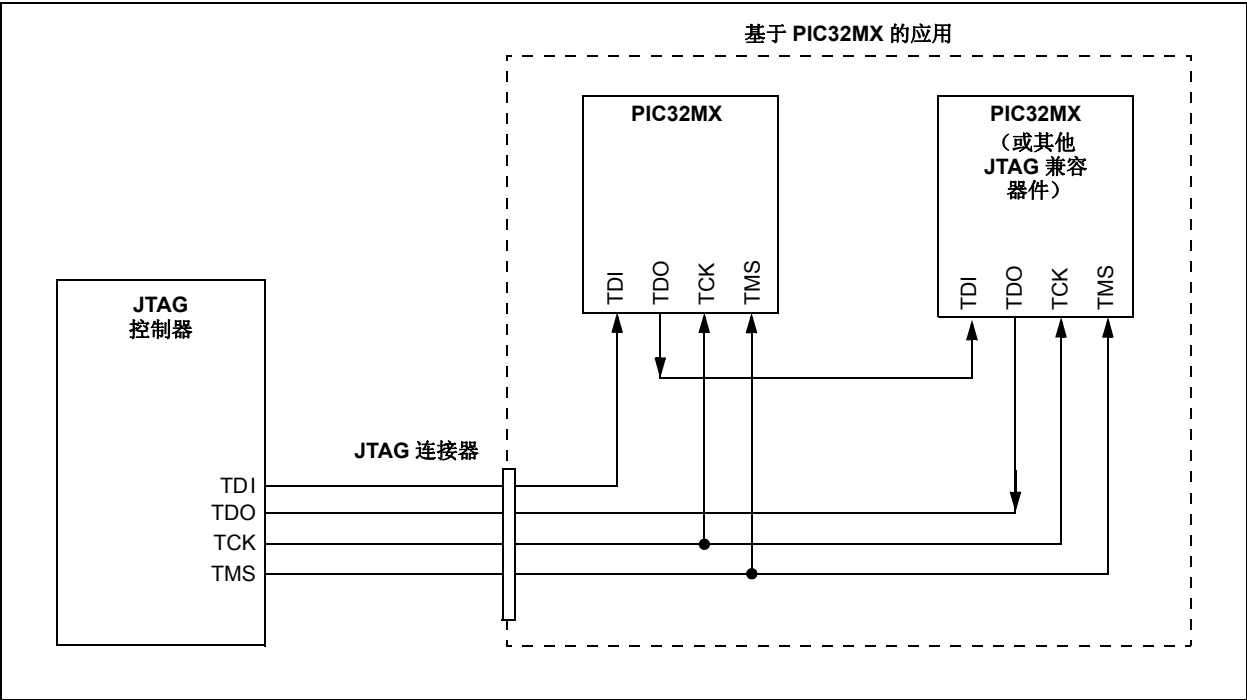 基于 PIC32MX 的应用
PIC32MX
TDI
TDO
TCK
TMS
PIC32MX
（或其他
JTAG 兼容
器件）
TDI
TDO
TCK
TMS
JTAG
控制器
JTAG 连接器
TDI
TDO
TCK
TMS